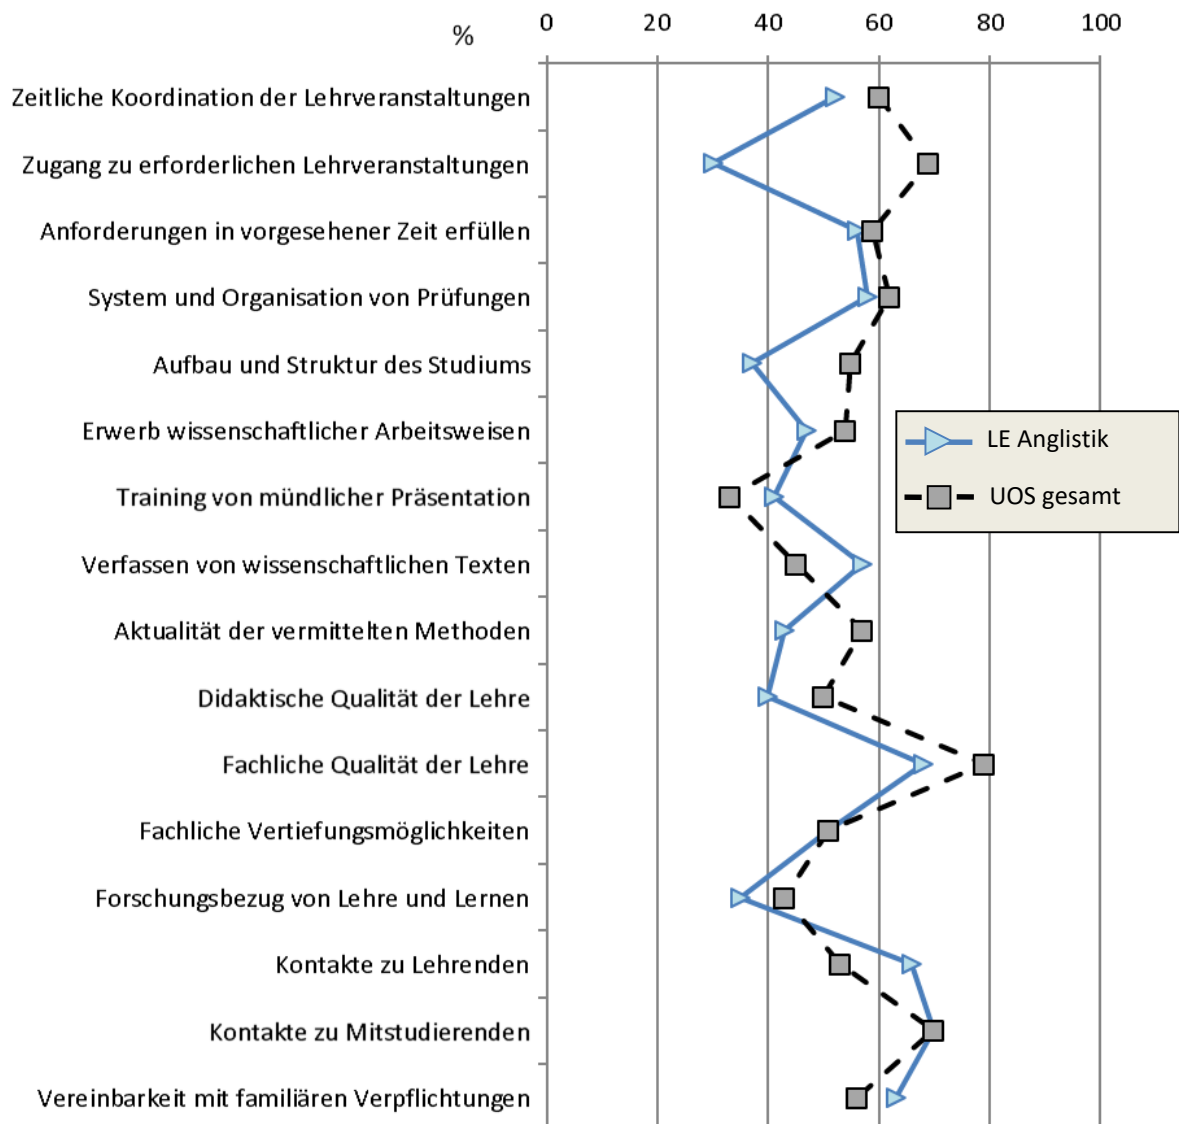 % 0 20 40 60 80 100
Zeitliche Koordination der Lehrveranstaltungen
Zugang zu erforderlichen Lehrveranstaltungen
Anforderungen in vorgesehener Zeit erfüllen
System und Organisation von Prüfungen
Aufbau und Struktur des Studiums
Erwerb wissenschaftlicher Arbeitsweisen
Training von mündlicher Präsentation
Verfassen von wissenschaftlichen Texten
Aktualität der vermittelten Methoden
Didaktische Qualität der Lehre
Fachliche Qualität der Lehre
Fachliche Vertiefungsmöglichkeiten
Forschungsbezug von Lehre und Lernen
Kontakte zu Lehrenden
Kontakte zu Mitstudierenden
Vereinbarkeit mit familiären Verpflichtungen
LE Anglistik
UOS gesamt